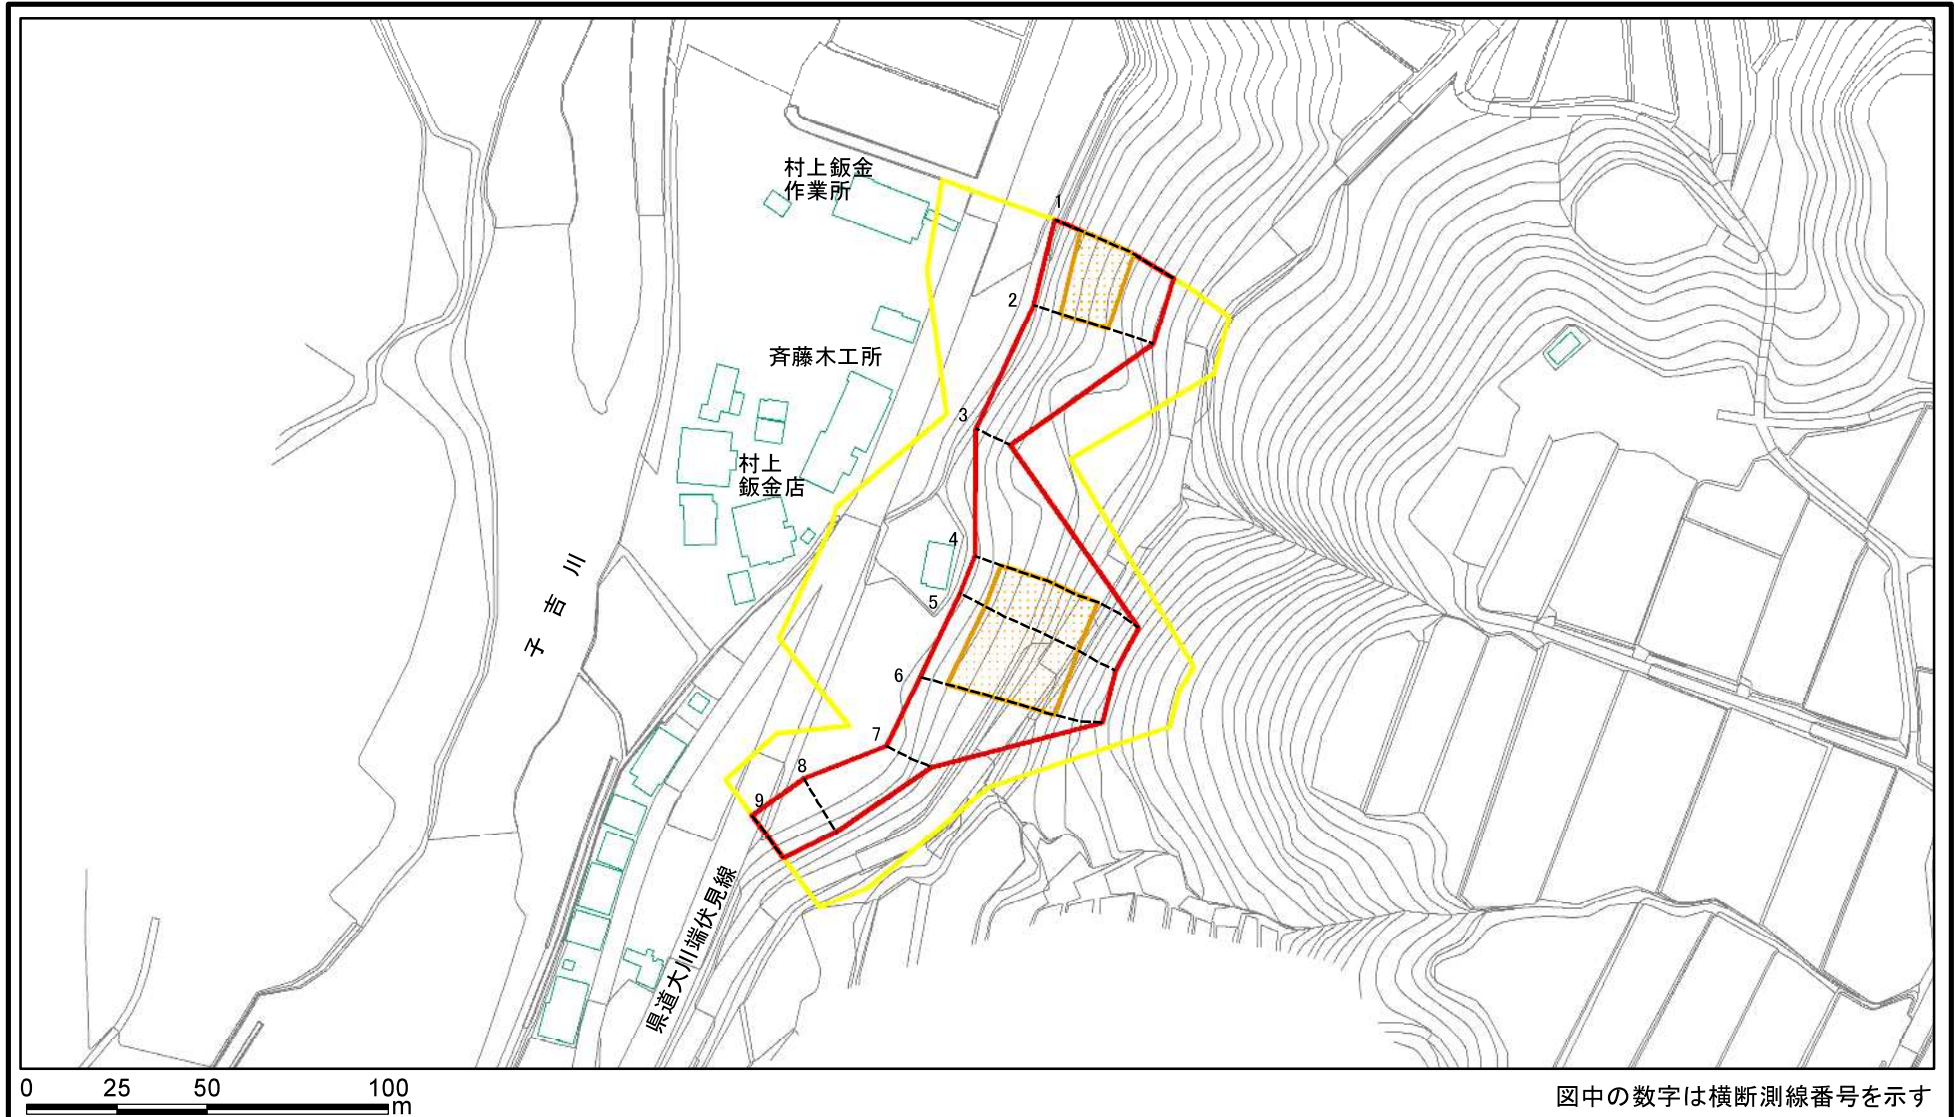 村上鈑金
作業所
1
2
斉藤木工所
3
村上
鈑金店
4
子吉川
5
6
7
8
9
県道大川端伏見線
0 25 50 100
m
図中の数字は横断測線番号を示す